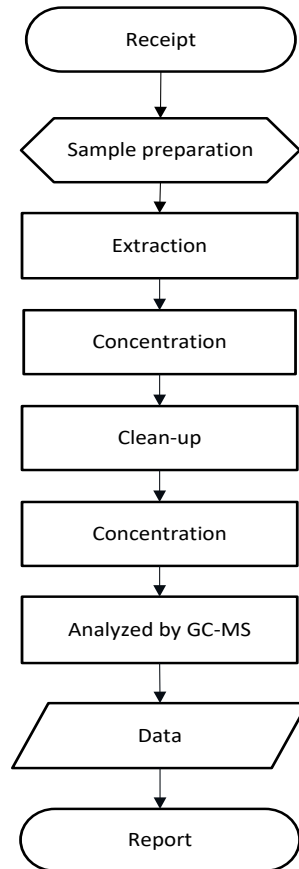 Receipt
Sample preparation
Extraction
Concentration
Clean-up
Concentration
Analyzed by GC-MS
Data
Report